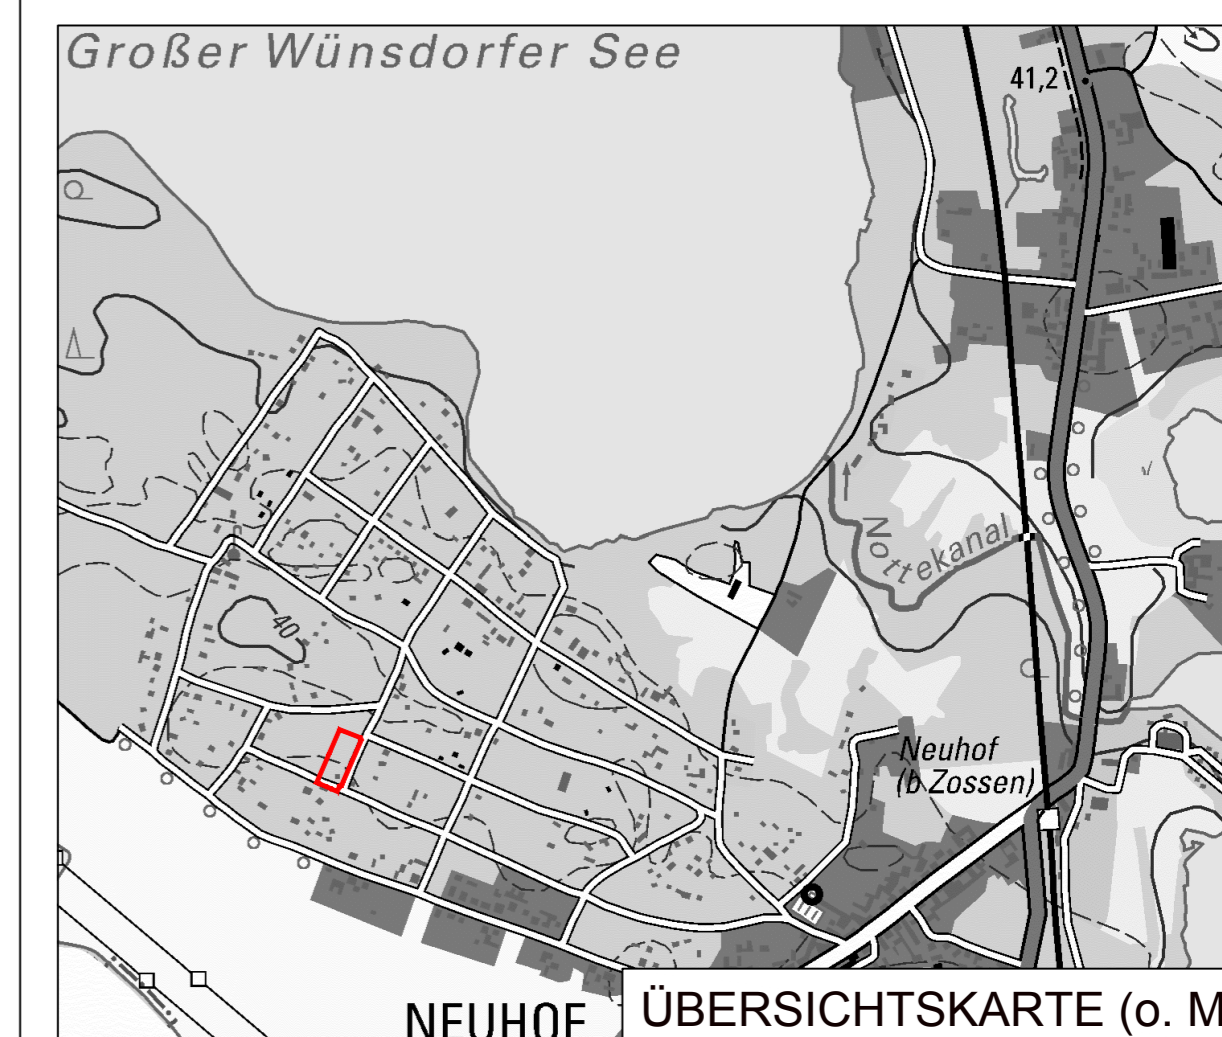 Großer Wünsdorfer See
41,2
Nottekanal
40
Neuhof
(b Zossen)
NEUHOF
ÜBERSICHTSKARTE (o. M